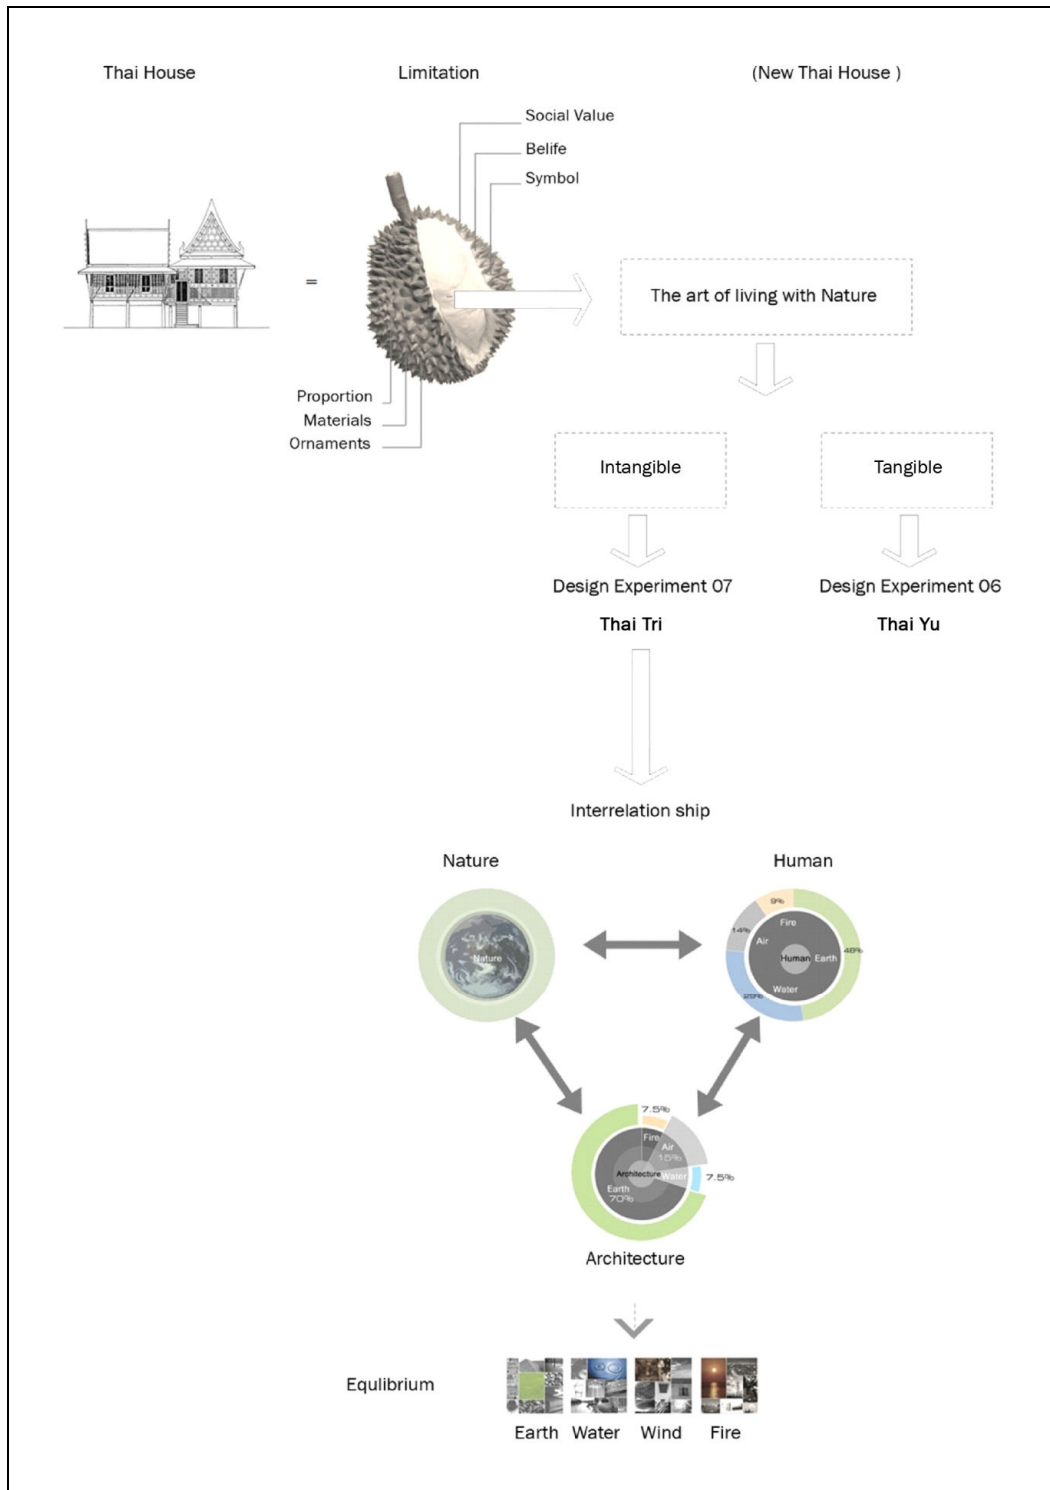 Thai House
Limitation
(New Thai House )
Social Value
Belife
Symbol
=
The art of living with Nature
Proportion
Materials
Ornaments
Intangible
Tangible
Design Experiment 07
Design Experiment 06
Thai Tri
Thai Yu
Interrelation ship
Nature
Human
Nature
9%
Fire
14%
Air
Human
Earth
48%
Water
29%
7.5%
Fire
Air
15%
Architecture
Water
7.5%
Earth
70%
Architecture
Equlibrium
Earth
Water
Wind
Fire